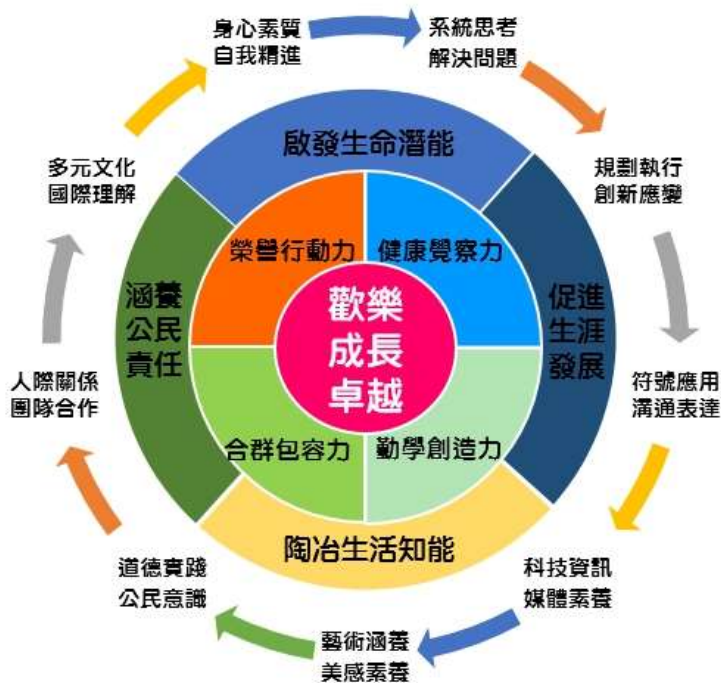 身心素質
自我精進
系統思考
解決問題
規劃執行
創新應變
符號應用
溝通表達
科技資訊
媒體素養
藝術涵養
美感素養
道德實踐
公民意識
人際關係
團隊合作
多元文化
國際理解
啟發生命潛能
促進
生涯
發展
陶冶生活知能
涵養
公民
責任
榮譽行動力
健康覺察力
勤學創造力
合群包容力
歡樂
成長
卓越